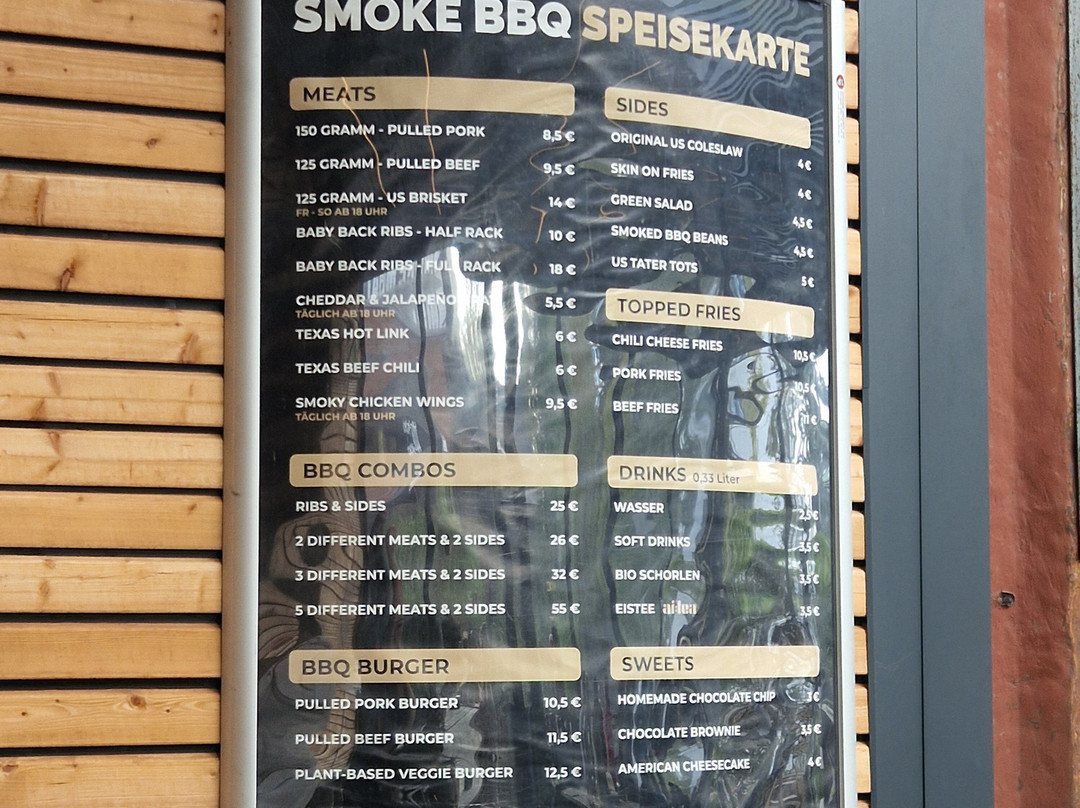 SMOKE BBQ SPEISEKARTE
MEATS
150 GRAMM - PULLED PORK 8,5 €
125 GRAMM - PULLED BEEF 9,5 €
125 GRAMM - US BRISKET 14 €
FR - SO AB 18 UHR
BABY BACK RIBS - HALF RACK 10 €
BABY BACK RIBS - FULL RACK 18 €
CHEDDAR & JALAPEÑO 5,5 €
TÄGLICH AB 18 UHR
TEXAS HOT LINK 6 €
TEXAS BEEF CHILI 6 €
SMOKY CHICKEN WINGS 9,5 €
TÄGLICH AB 18 UHR
BBQ COMBOS
RIBS & SIDES 25 €
2 DIFFERENT MEATS & 2 SIDES 26 €
3 DIFFERENT MEATS & 2 SIDES 32 €
5 DIFFERENT MEATS & 2 SIDES 55 €
BBQ BURGER
PULLED PORK BURGER 10,5 €
PULLED BEEF BURGER 11,5 €
PLANT-BASED VEGGIE BURGER 12,5 €
SIDES
ORIGINAL US COLESLAW 4 €
SKIN ON FRIES 4 €
GREEN SALAD 4,5 €
SMOKED BBQ BEANS 4,5 €
US TATER TOTS 5 €
TOPPED FRIES
CHILI CHEESE FRIES 10,5 €
PORK FRIES 10,5 €
BEEF FRIES 11 €
DRINKS 0,33 Liter
WASSER 2,5 €
SOFT DRINKS 3,5 €
BIO SCHORLEN 3,5 €
EISTEE 3,5 €
SWEETS
HOMEMADE CHOCOLATE CHIP 3 €
CHOCOLATE BROWNIE 3,5 €
AMERICAN CHEESECAKE 4 €